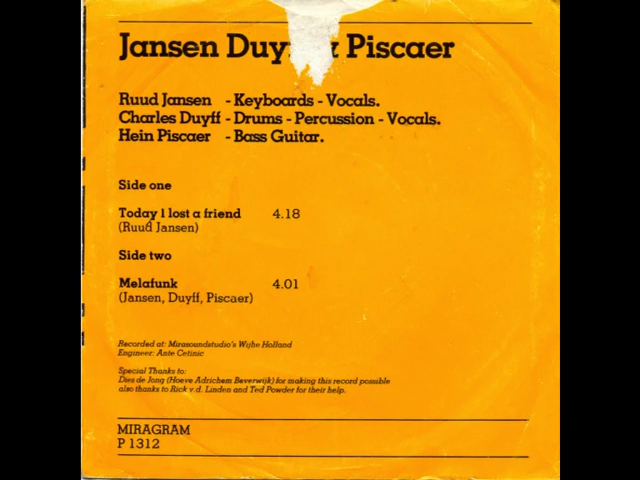 Jansen Duyff & Piscaer
Ruud Jansen - Keyboards - Vocals.
Charles Duyff - Drums - Percussion - Vocals.
Hein Piscaer - Bass Guitar.
Side one
Today I lost a friend 4.18
(Ruud Jansen)
Side two
Melafunk 4.01
(Jansen, Duyff, Piscaer)
Recorded at: Mirasoundstudio's Wijhe Holland
Engineer: Ante Cetinic
Special Thanks to:
Dies de Jong (Hoeve Adrichem Beverwijk) for making this record possible
also thanks to Rick v.d. Linden and Ted Powder for their help.
MIRAGRAM
P 1312